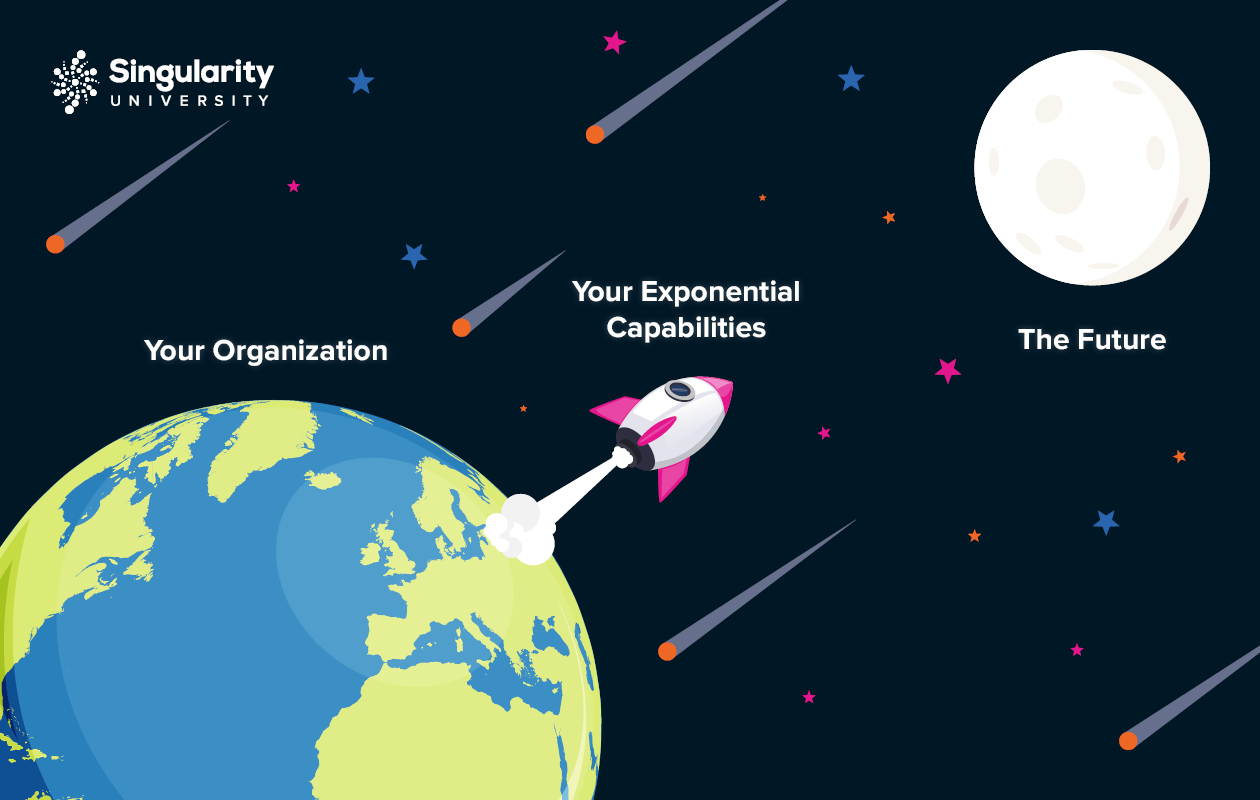 Singularity
UNIVERSITY
Your Exponential
Capabilities
The Future
Your Organization